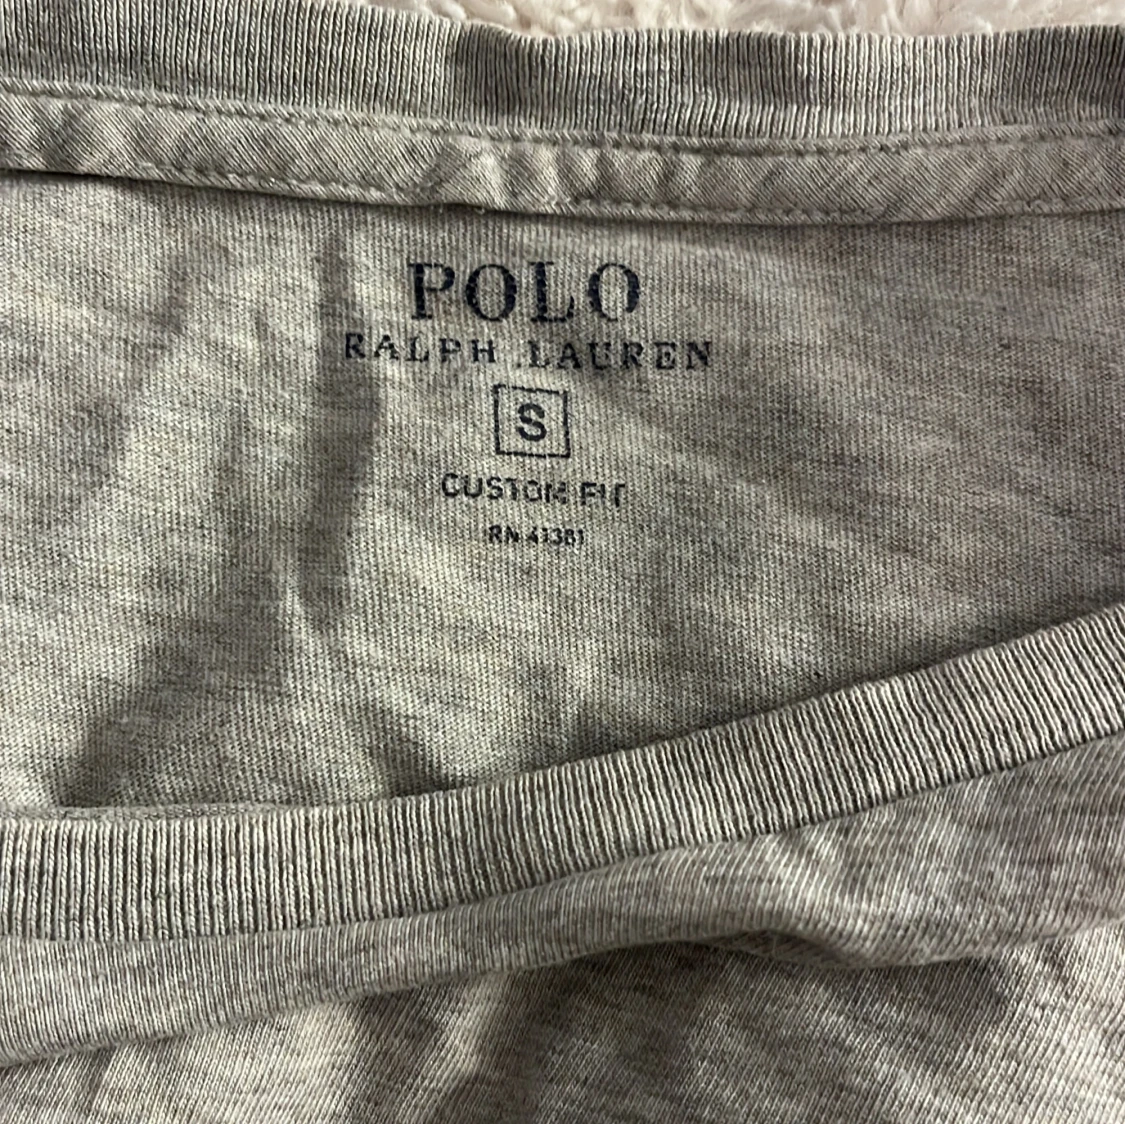 POLO
RALPH LAUREN
S
CUSTOM FIT
RN 41381